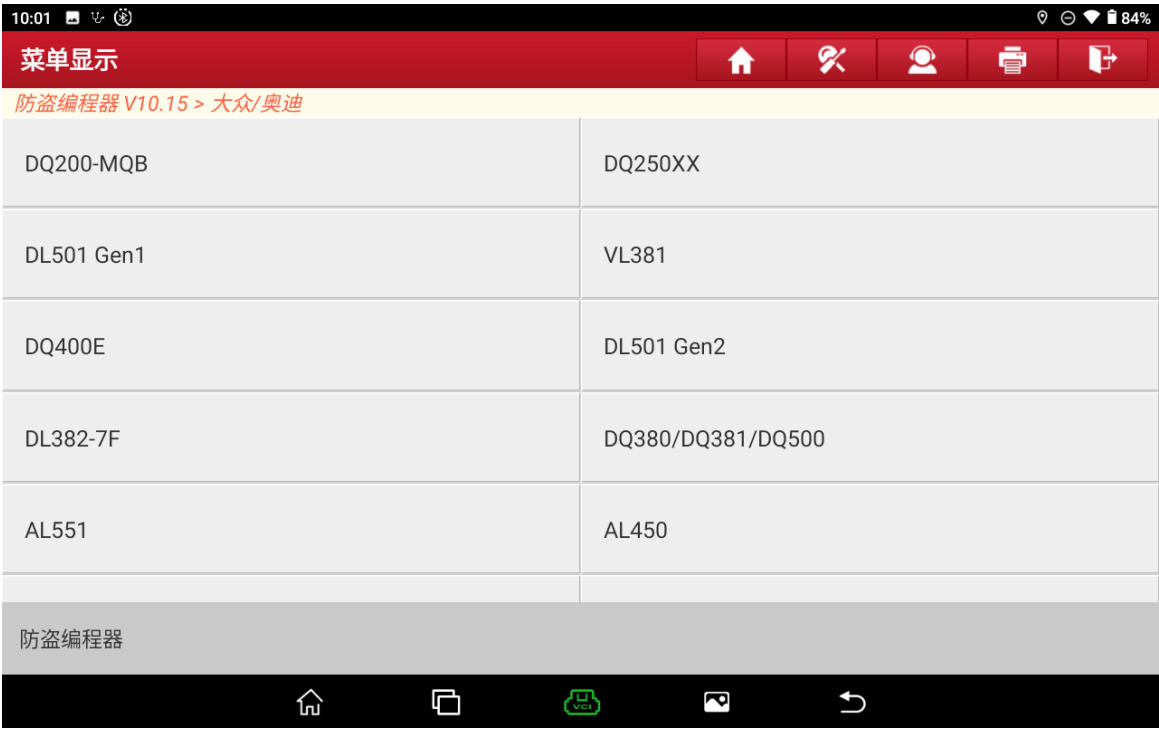 10:01 84%
菜单显示
防盗编程器 V10.15 > 大众/奥迪
DQ200-MQB
DQ250XX
DL501 Gen1
VL381
DQ400E
DL501 Gen2
DL382-7F
DQ380/DQ381/DQ500
AL551
AL450
防盗编程器
VCI